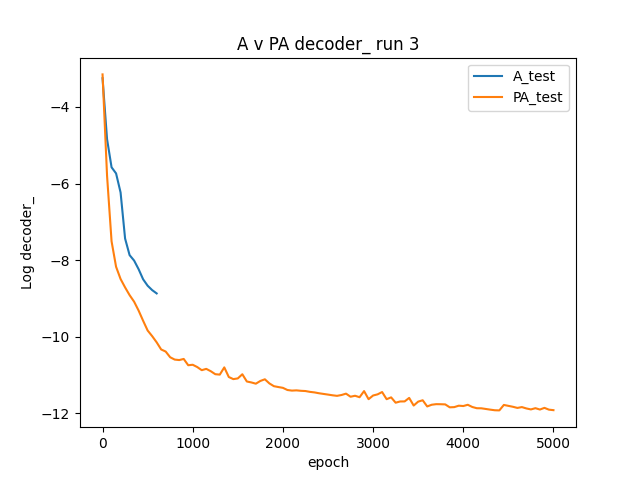 A v PA decoder_ run 3
A_test
PA_test
Log decoder_
−4
−6
−8
−10
−12
0
1000
2000
3000
4000
5000
epoch